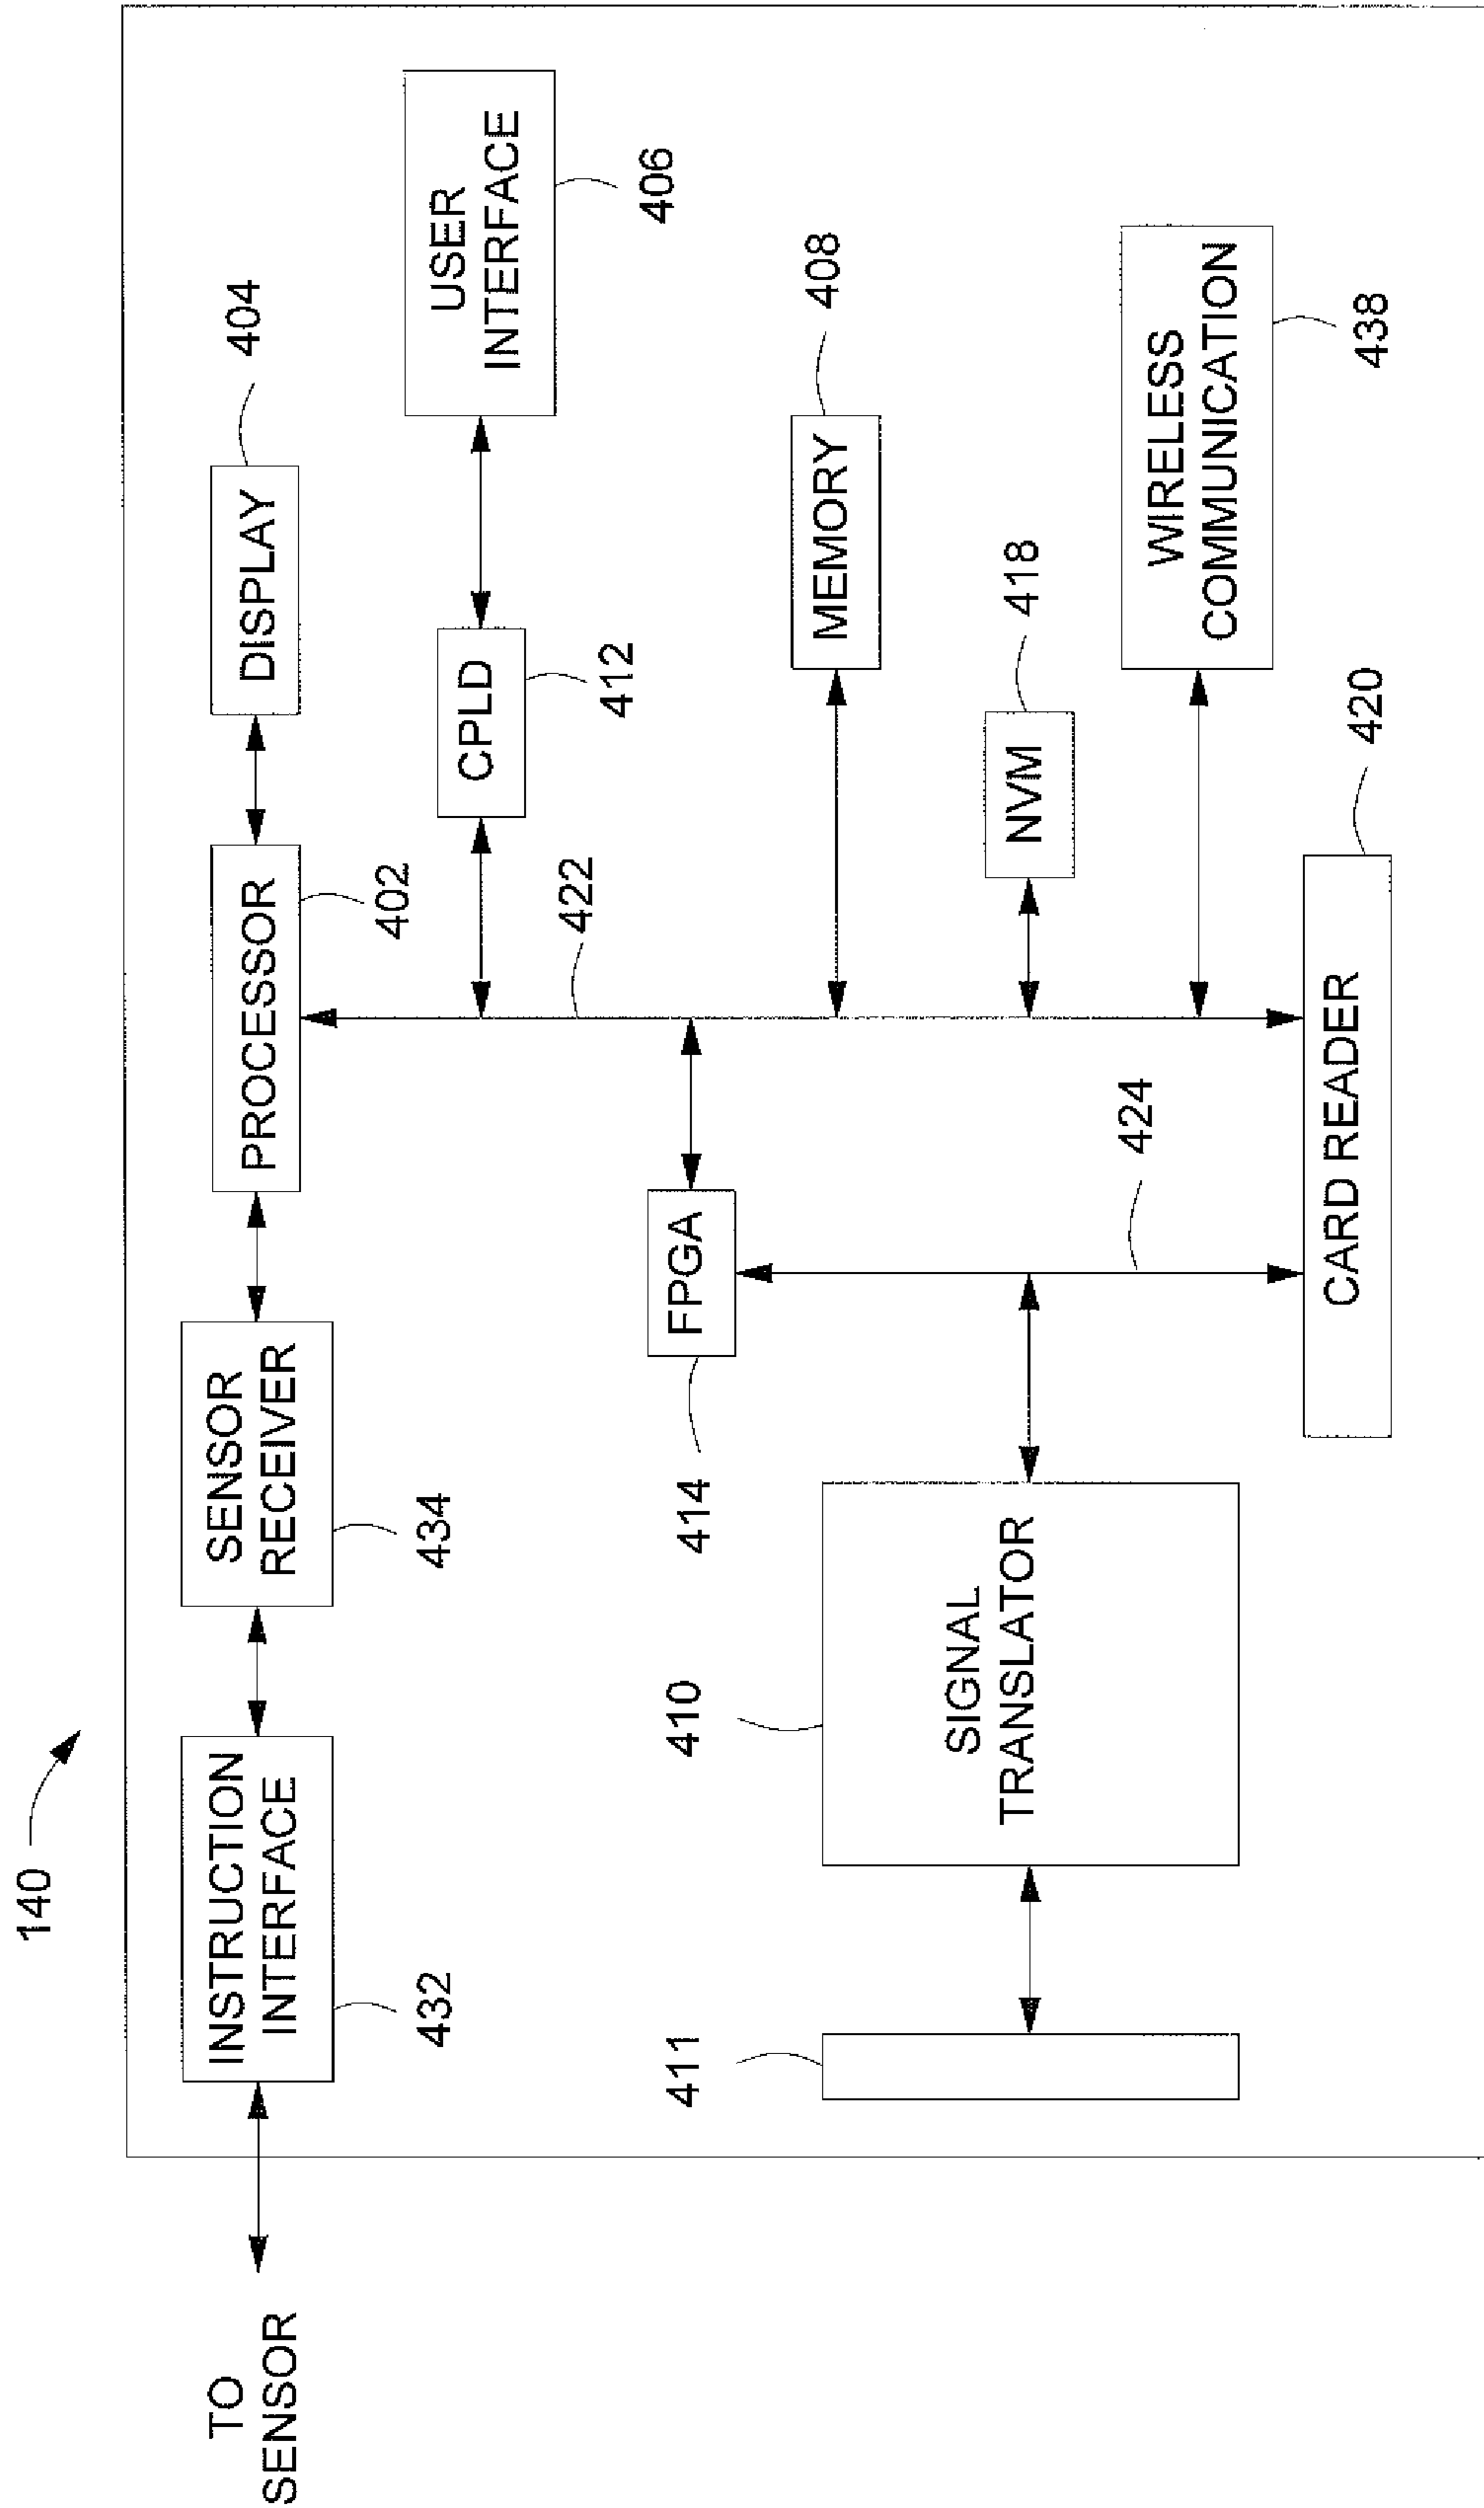 140
TO
SENSOR
INSTRUCTION
INTERFACE
432
SENSOR
RECEIVER
434
PROCESSOR
402
DISPLAY
404
CPLD
412
USER
INTERFACE
406
422
FPGA
414
MEMORY
408
411
410
SIGNAL
TRANSLATOR
424
NVM
418
WIRELESS
COMMUNICATION
438
CARD READER
420